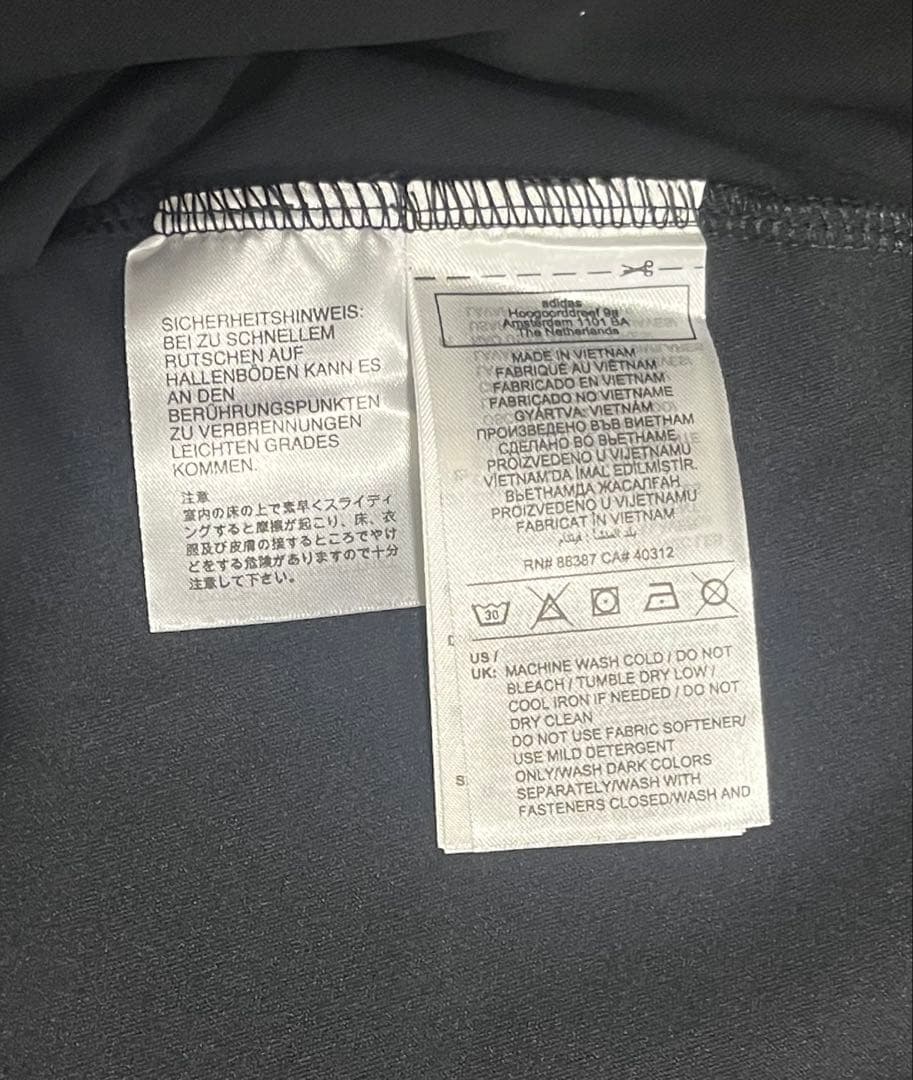 SICHERHEITSHINWEIS:
BEI ZU SCHNELLEM
RUTSCHEN AUF
HALLENBÖDEN KANN ES
AN DEN
BERÜHRUNGSPUNKTEN
ZU VERBRENNUNGEN
LEICHTEN GRADES
KOMMEN.
注意
室内の床の上で素早くスライディ
ングすると摩擦が起こり、床、衣
服及び皮膚の接するところでやけ
どをする危険がありますので十分
注意して下さい。
adidas
Hoogoorddreef 9a
Amsterdam 1101 BA
The Netherlands
MADE IN VIETNAM
FABRIQUÉ AU VIETNAM
FABRICADO EN VIETNAM
FABRICADO NO VIETNAME
GYÁRTVA: VIETNÁM
ПРОИЗВЕДЕНО ВЪВ ВИЕТНАМ
СДЕЛАНО ВО ВЬЕТНАМЕ
PROIZVEDENO U VIJETNAMU
VİETNAM'DA İMAL EDİLMİŞTİR.
ВЬЕТНАМДА ЖАСАЛҒАН
PROIZVEDENO U VIJETNAMU
FABRICAT ÎN VIETNAM
بلد المنشأ: فيتنام
RN# 88387 CA# 40312
30
US /
UK: MACHINE WASH COLD / DO NOT
BLEACH / TUMBLE DRY LOW /
COOL IRON IF NEEDED / DO NOT
DRY CLEAN
DO NOT USE FABRIC SOFTENER/
USE MILD DETERGENT
ONLY/WASH DARK COLORS
SEPARATELY/WASH WITH
FASTENERS CLOSED/WASH AND